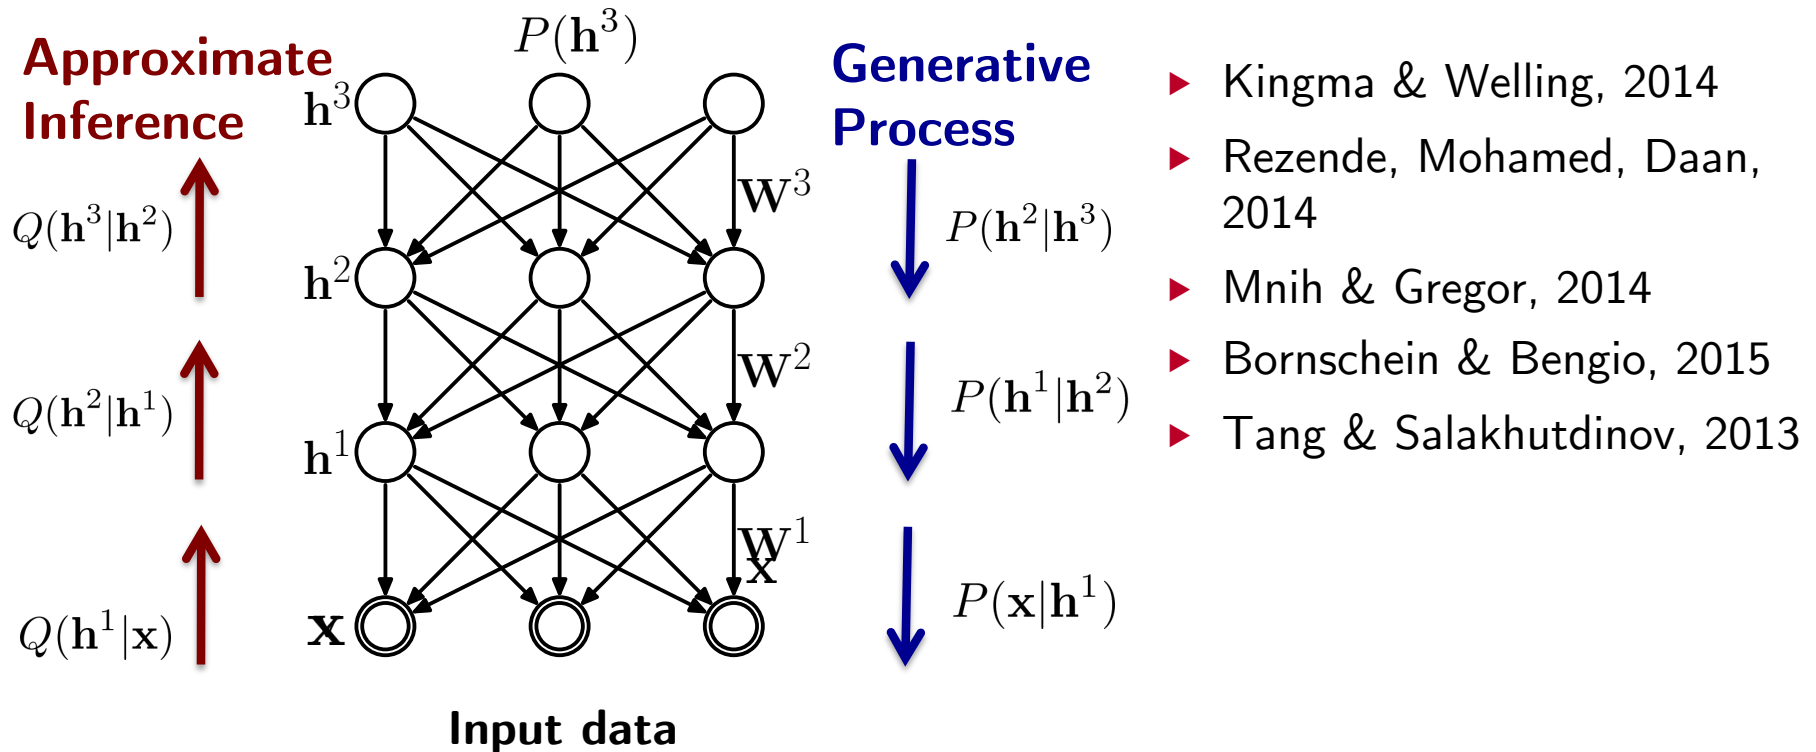 Approximate
Inference
Q(h³|h²)
Q(h²|h¹)
Q(h¹|x)
P(h³)
h³
W³
h²
W²
h¹
W¹
x
x
Input data
Generative
Process
P(h²|h³)
P(h¹|h²)
P(x|h¹)
▶ Kingma & Welling, 2014
▶ Rezende, Mohamed, Daan,
2014
▶ Mnih & Gregor, 2014
▶ Bornschein & Bengio, 2015
▶ Tang & Salakhutdinov, 2013